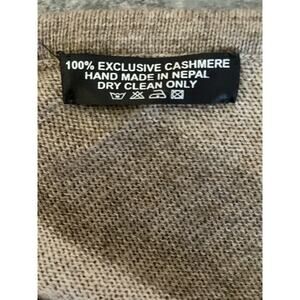 100% EXCLUSIVE CASHMERE
HAND MADE IN NEPAL
DRY CLEAN ONLY